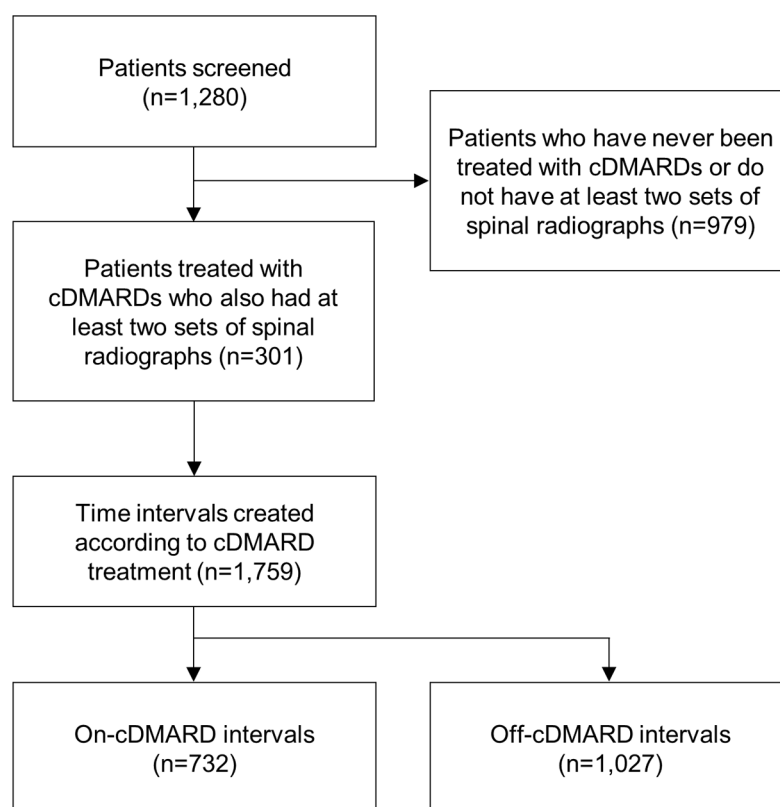 Patients screened
(n=1,280)
Patients who have never been
treated with cDMARDs or do
not have at least two sets of
spinal radiographs (n=979)
Patients treated with
cDMARDs who also had at
least two sets of spinal
radiographs (n=301)
Time intervals created
according to cDMARD
treatment (n=1,759)
On-cDMARD intervals
(n=732)
Off-cDMARD intervals
(n=1,027)